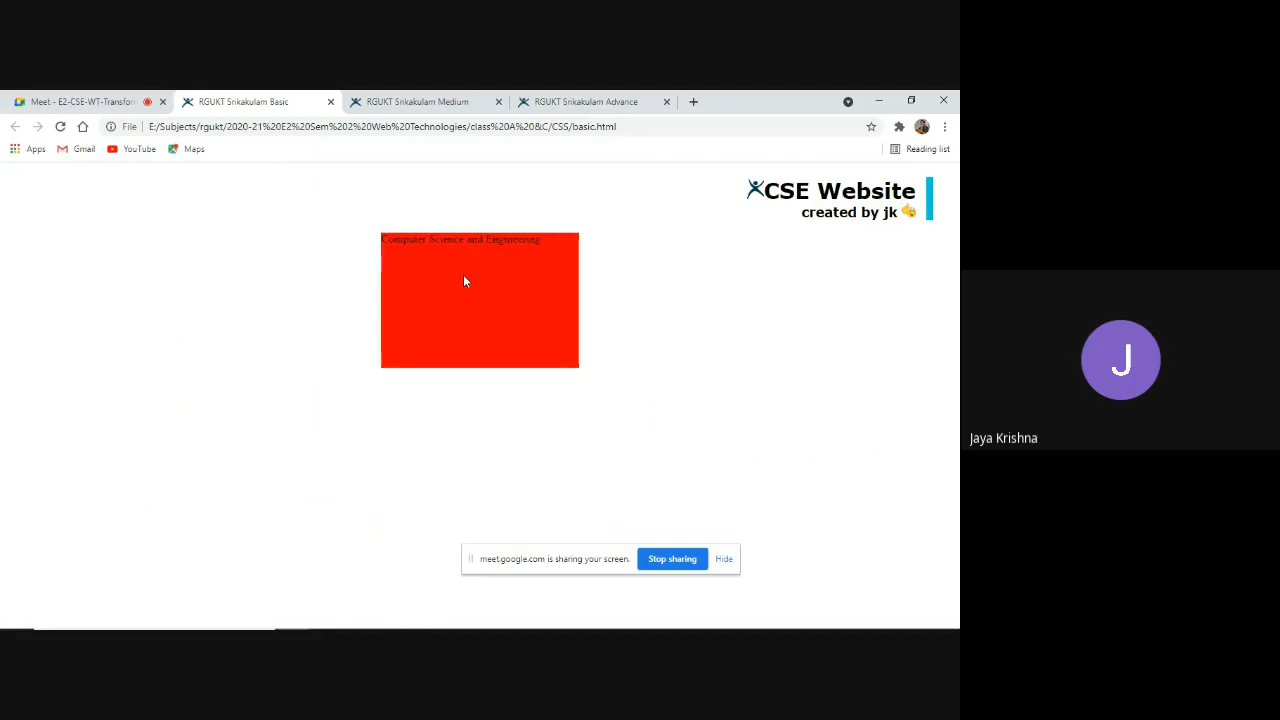 Meet - E2-CSE-WT-Transform
RGUKT Srikakulam Basic
RGUKT Srikakulam Medium
RGUKT Srikakulam Advance
File
E:/Subjects/rgukt/2020-21%20E2%20Sem%202%20Web%20Technologies/class%20A%20&C/CSS/basic.html
Apps
Gmail
YouTube
Maps
Reading list
CSE Website
created by jk
Computer Science and Engineering
J
Jaya Krishna
meet.google.com is sharing your screen.
Stop sharing
Hide